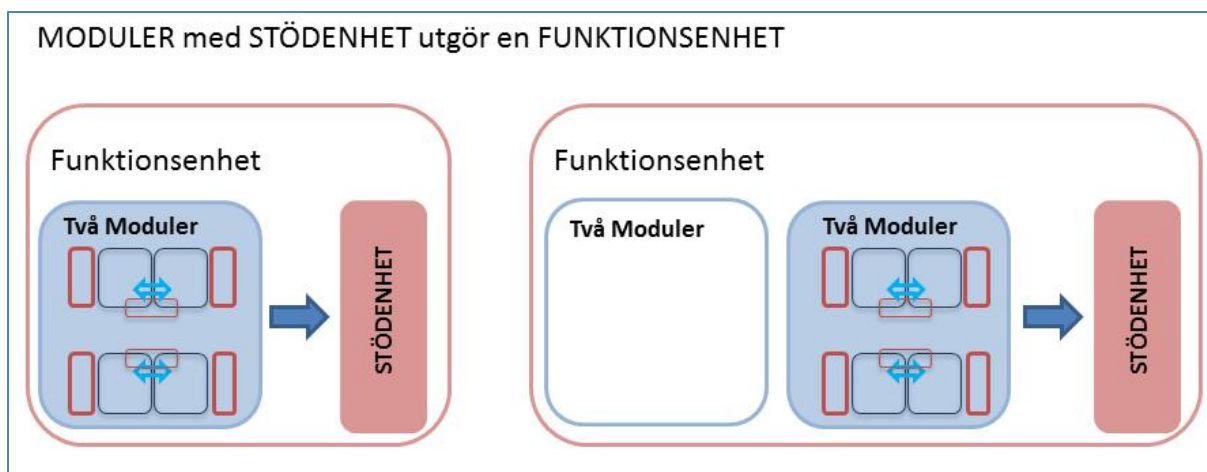 MODULER med STÖDENHET utgör en FUNKTIONSENHET
Funktionsenhet
Två Moduler
STÖDENHET
Funktionsenhet
Två Moduler
Två Moduler
STÖDENHET